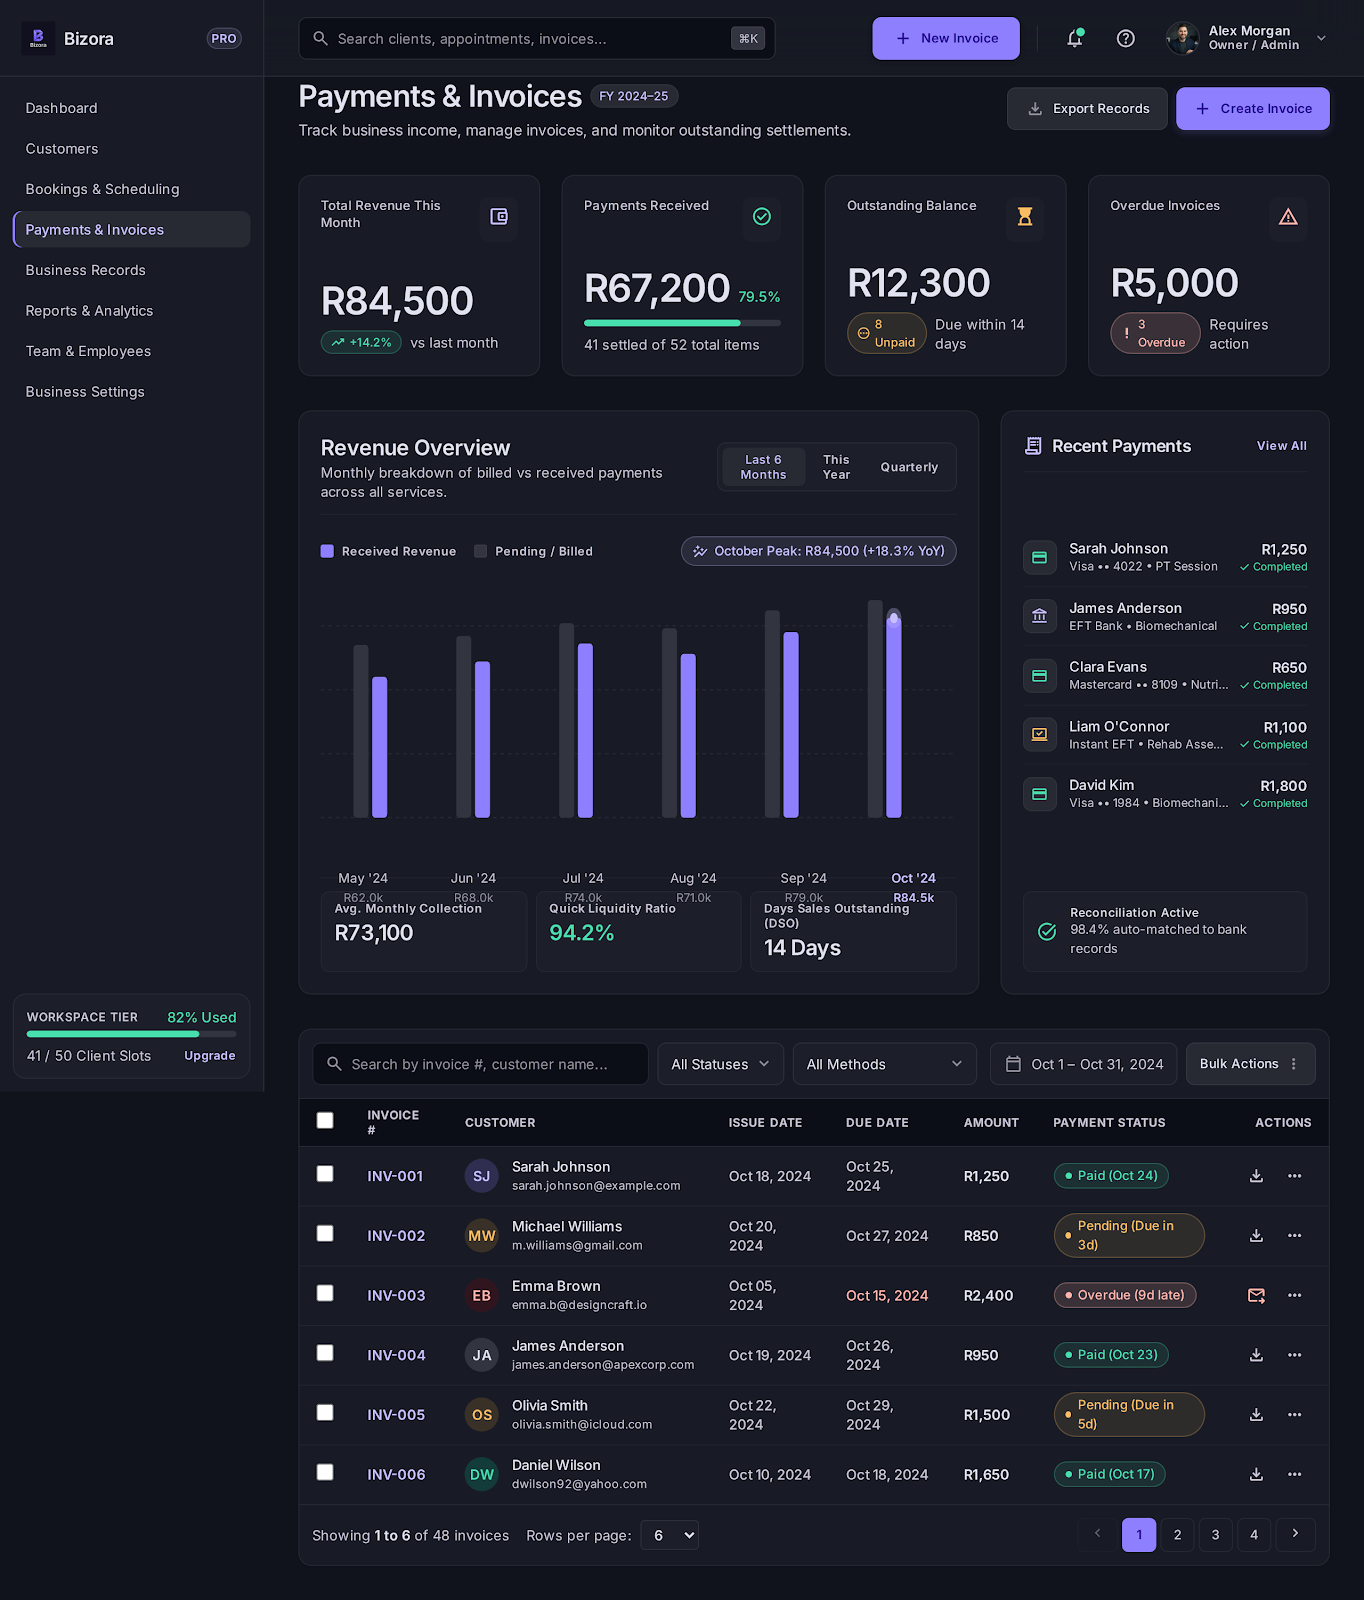 Bizora
Bizora
PRO
Search clients, appointments, invoices...
⌘K
+ New Invoice
Alex Morgan
Owner / Admin
Dashboard
Customers
Bookings & Scheduling
Payments & Invoices
Business Records
Reports & Analytics
Team & Employees
Business Settings
WORKSPACE TIER
82% Used
41 / 50 Client Slots
Upgrade
Payments & Invoices
FY 2024–25
Track business income, manage invoices, and monitor outstanding settlements.
Export Records
+ Create Invoice
Total Revenue This
Month
R84,500
+14.2%
vs last month
Payments Received
R67,200
79.5%
41 settled of 52 total items
Outstanding Balance
R12,300
8
Unpaid
Due within 14
days
Overdue Invoices
R5,000
3
Overdue
Requires
action
Revenue Overview
Monthly breakdown of billed vs received payments
across all services.
Last 6
Months
This
Year
Quarterly
Received Revenue
Pending / Billed
October Peak: R84,500 (+18.3% YoY)
May '24
Jun '24
Jul '24
Aug '24
Sep '24
Oct '24
R62.0k
R68.0k
R74.0k
R71.0k
R79.0k
R84.5k
Avg. Monthly Collection
R73,100
Quick Liquidity Ratio
94.2%
Days Sales Outstanding
(DSO)
14 Days
Recent Payments
View All
Sarah Johnson
R1,250
Visa •• 4022 • PT Session
Completed
James Anderson
R950
EFT Bank • Biomechanical
Completed
Clara Evans
R650
Mastercard •• 8109 • Nutri...
Completed
Liam O'Connor
R1,100
Instant EFT • Rehab Asse...
Completed
David Kim
R1,800
Visa •• 1984 • Biomechani...
Completed
Reconciliation Active
98.4% auto-matched to bank
records
Search by invoice #, customer name...
All Statuses
All Methods
Oct 1 – Oct 31, 2024
Bulk Actions
INVOICE
#
CUSTOMER
ISSUE DATE
DUE DATE
AMOUNT
PAYMENT STATUS
ACTIONS
INV-001
SJ
Sarah Johnson
sarah.johnson@example.com
Oct 18, 2024
Oct 25,
2024
R1,250
Paid (Oct 24)
INV-002
MW
Michael Williams
m.williams@gmail.com
Oct 20,
2024
Oct 27, 2024
R850
Pending (Due in
3d)
INV-003
EB
Emma Brown
emma.b@designcraft.io
Oct 05,
2024
Oct 15, 2024
R2,400
Overdue (9d late)
INV-004
JA
James Anderson
james.anderson@apexcorp.com
Oct 19, 2024
Oct 26,
2024
R950
Paid (Oct 23)
INV-005
OS
Olivia Smith
olivia.smith@icloud.com
Oct 22,
2024
Oct 29,
2024
R1,500
Pending (Due in
5d)
INV-006
DW
Daniel Wilson
dwilson92@yahoo.com
Oct 10, 2024
Oct 18, 2024
R1,650
Paid (Oct 17)
Showing 1 to 6 of 48 invoices
Rows per page:
6
1
2
3
4